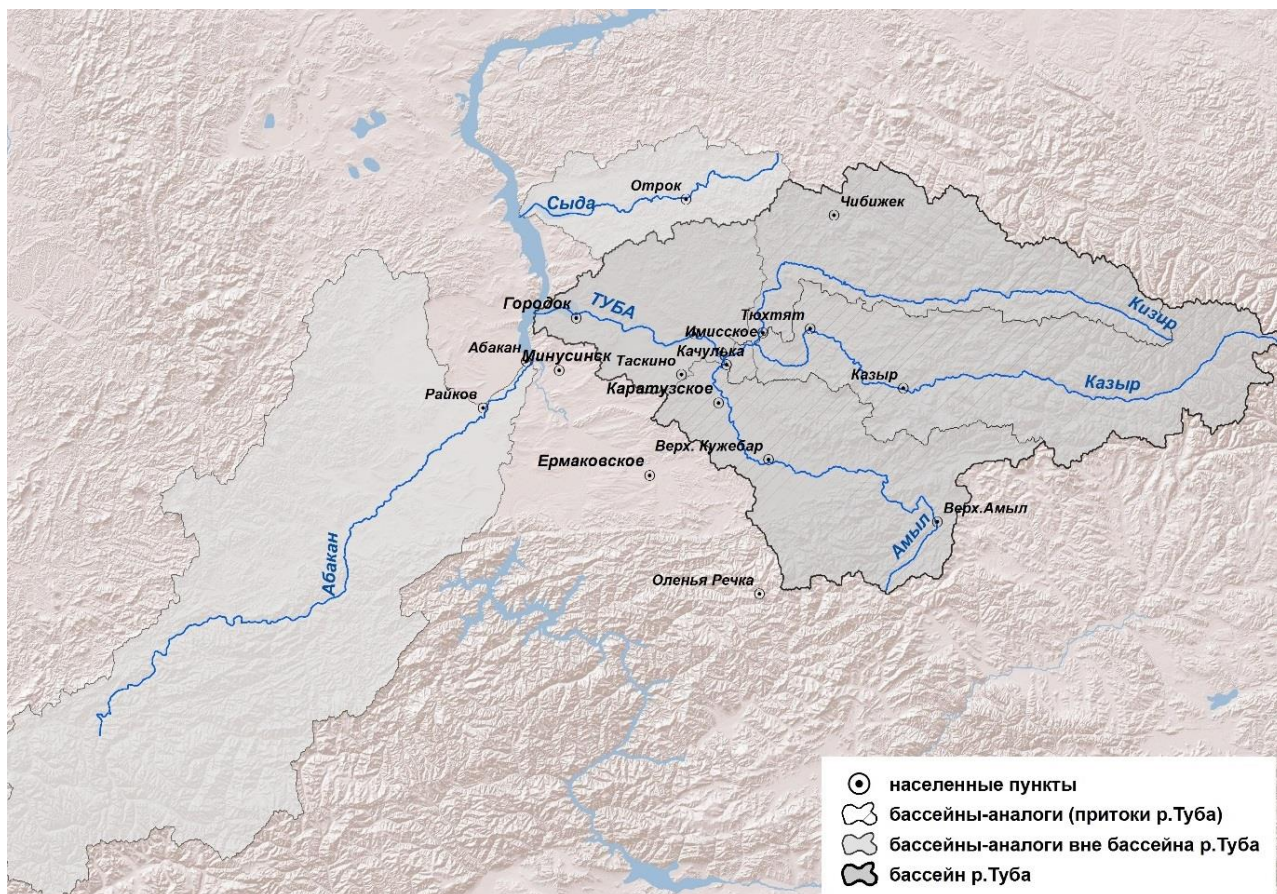 Отрок
Сыда
Чибижек
Городок
ТУБА
Кизир
Тюхтят
Имисское
Абакан
Минусинск
Качулька
Таскино
Казыр
Казыр
Райков
Каратузское
Верх. Кужебар
Ермаковское
Верх.Амыл
Амыл
Абакан
Оленья Речка
населенные пункты
бассейны-аналоги (притоки р.Туба)
бассейны-аналоги вне бассейна р.Туба
бассейн р.Туба